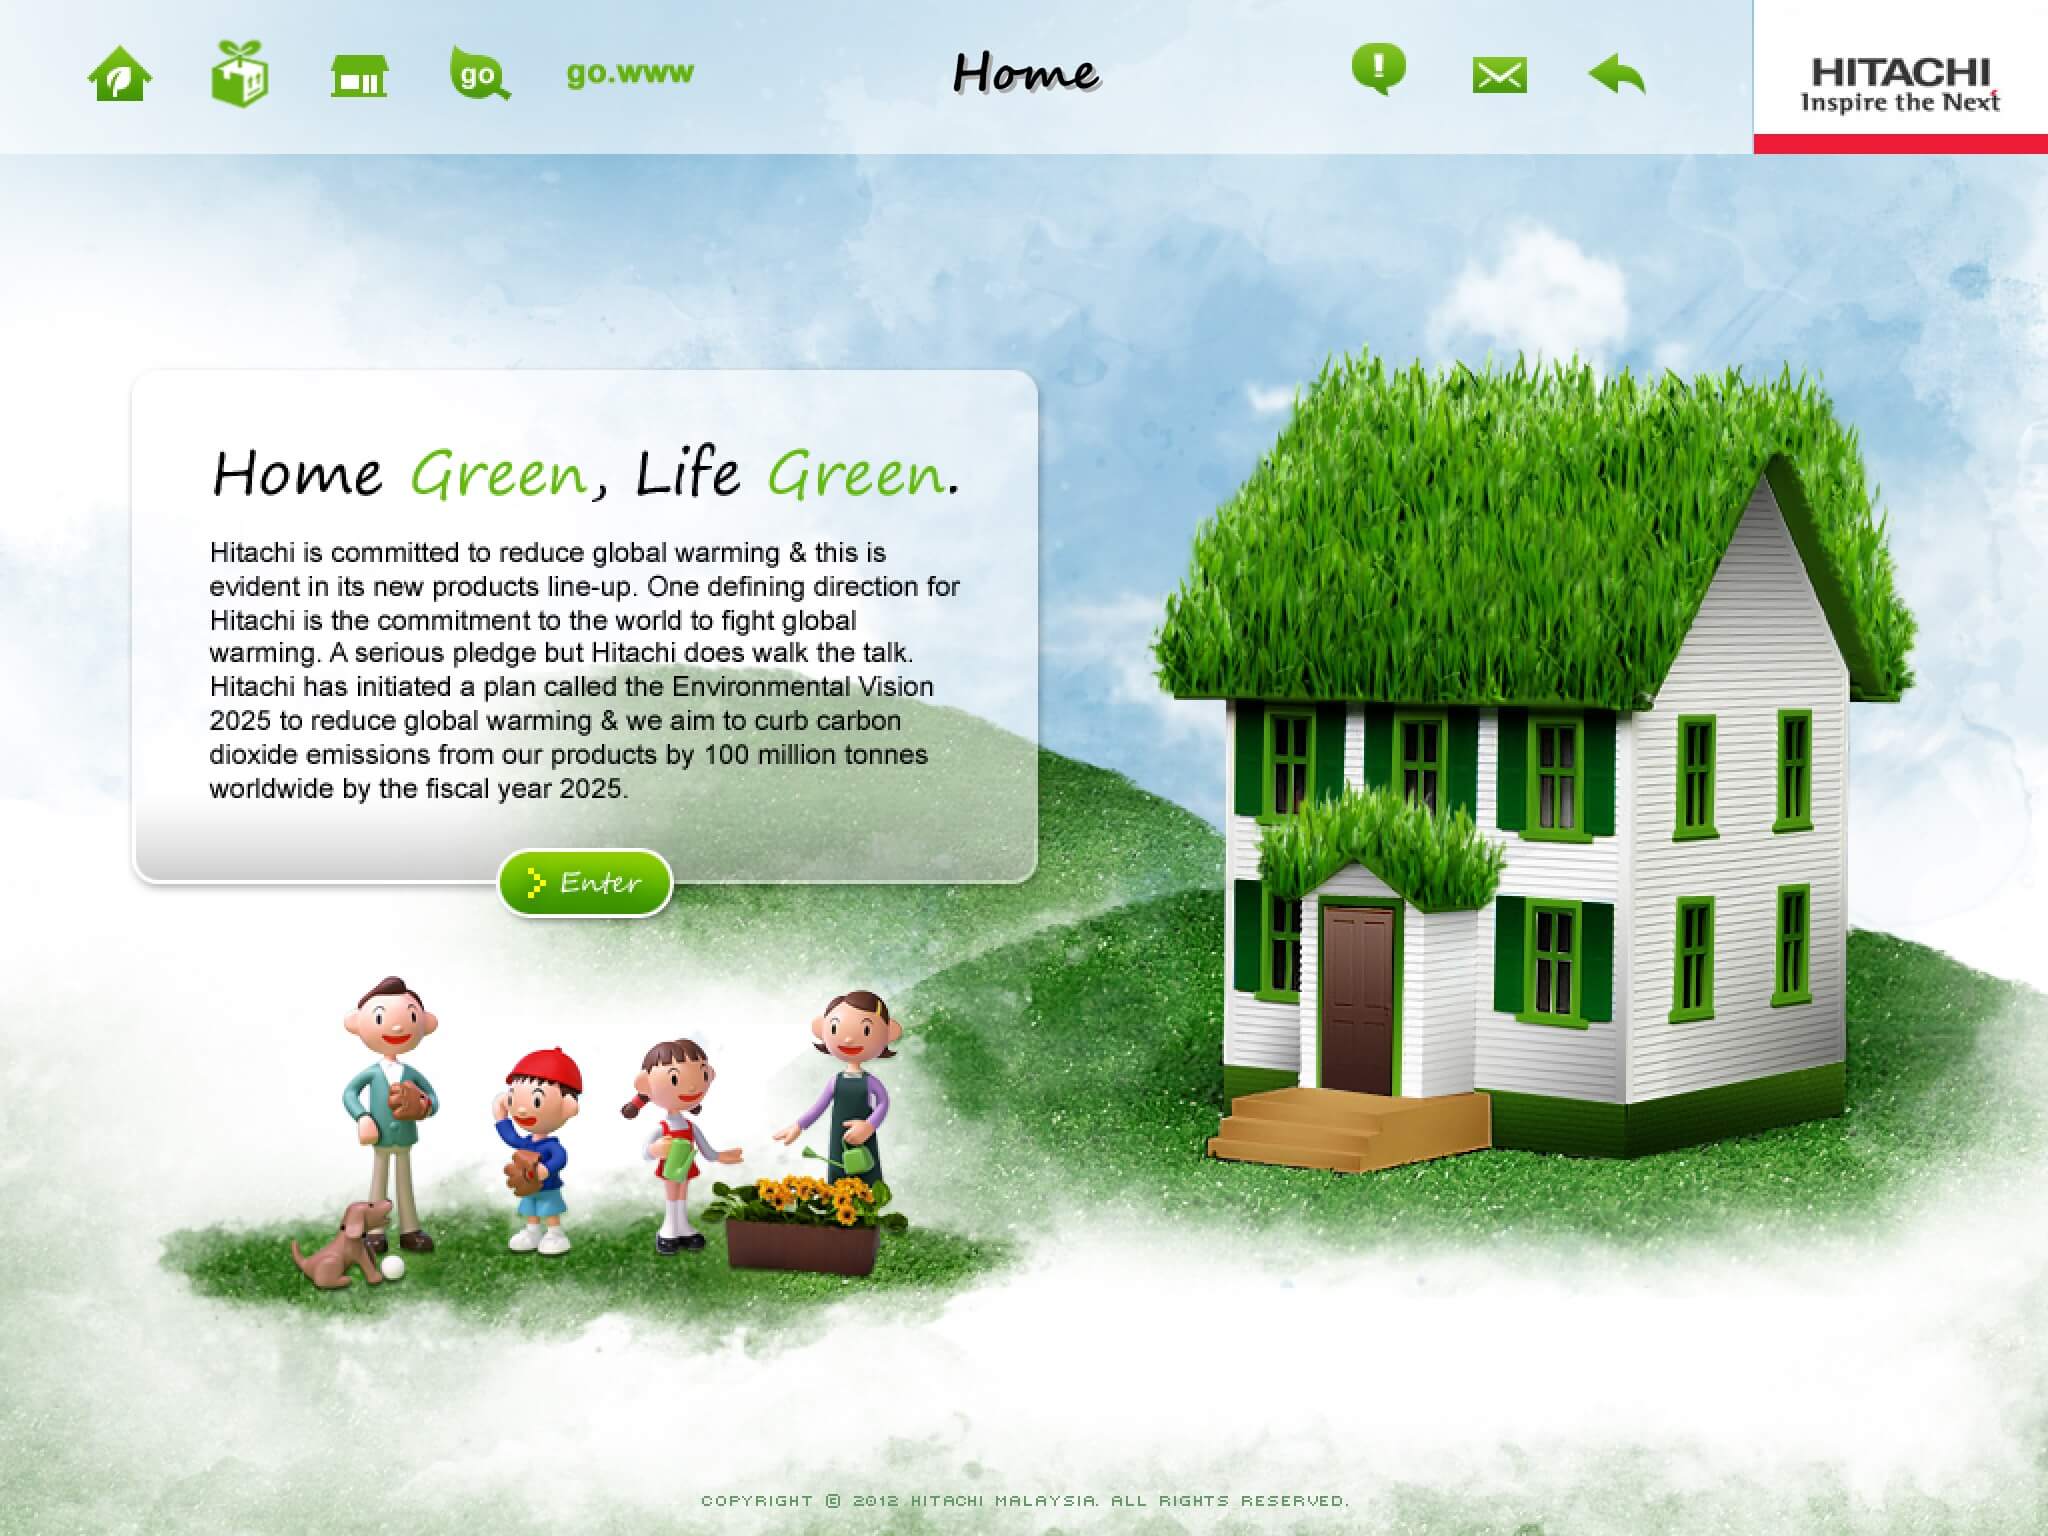 go
go.www
Home
!
HITACHI
Inspire the Next
Home Green, Life Green.
Hitachi is committed to reduce global warming & this is
evident in its new products line-up. One defining direction for
Hitachi is the commitment to the world to fight global
warming. A serious pledge but Hitachi does walk the talk.
Hitachi has initiated a plan called the Environmental Vision
2025 to reduce global warming & we aim to curb carbon
dioxide emissions from our products by 100 million tonnes
worldwide by the fiscal year 2025.
Enter
COPYRIGHT © 2012 HITACHI MALAYSIA. ALL RIGHTS RESERVED.